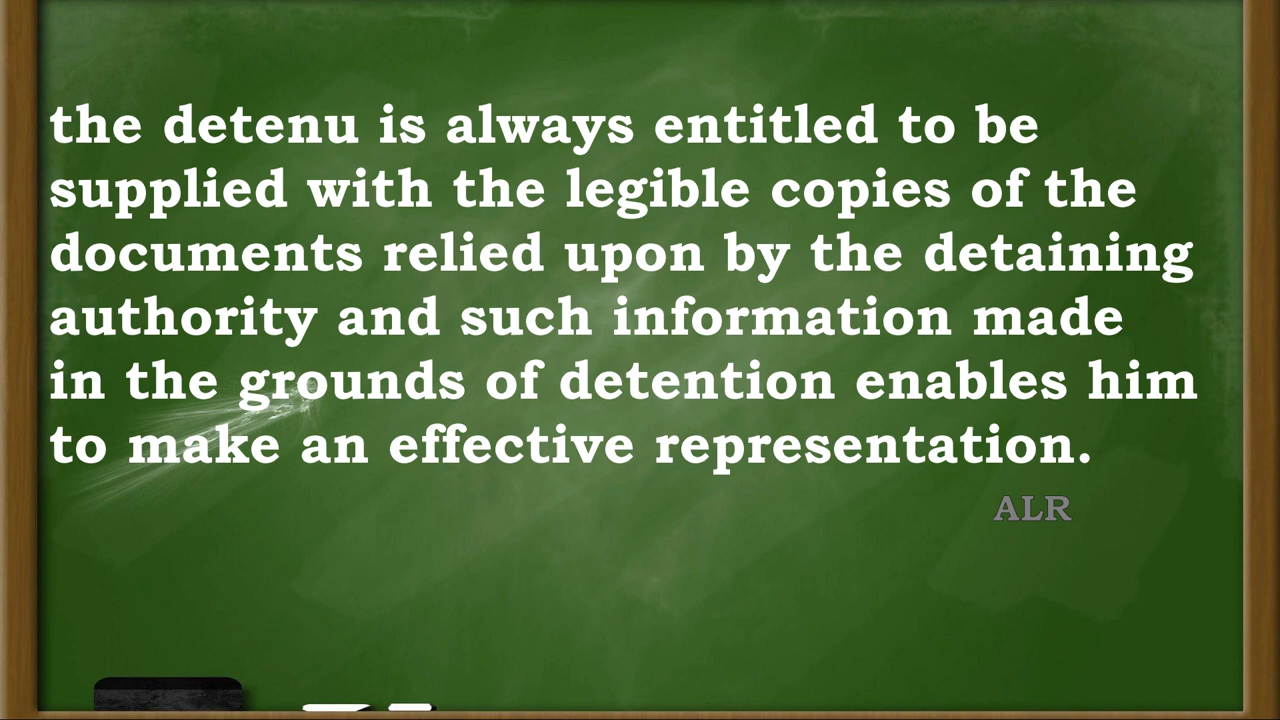 the detenu is always entitled to be
supplied with the legible copies of the
documents relied upon by the detaining
authority and such information made
in the grounds of detention enables him
to make an effective representation.
ALR